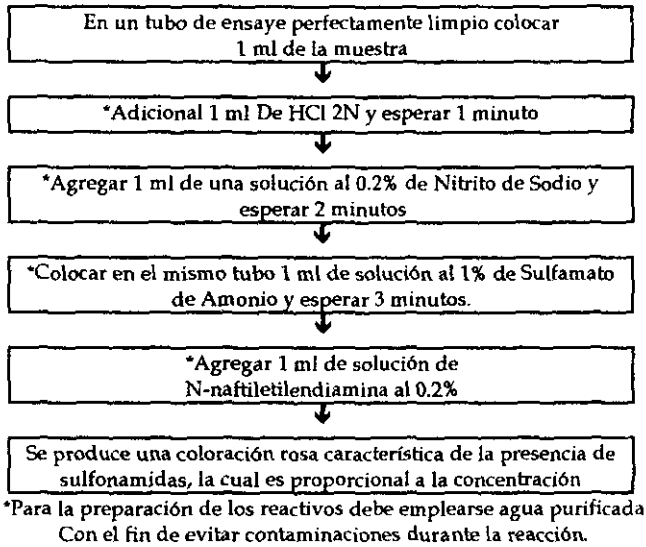 En un tubo de ensaye perfectamente limpio colocar
1 ml de la muestra
*Adicional 1 ml De HCl 2N y esperar 1 minuto
*Agregar 1 ml de una solución al 0.2% de Nitrito de Sodio y
esperar 2 minutos
*Colocar en el mismo tubo 1 ml de solución al 1% de Sulfamato
de Amonio y esperar 3 minutos.
*Agregar 1 ml de solución de
N-naftiletilendiamina al 0.2%
Se produce una coloración rosa característica de la presencia de
sulfonamidas, la cual es proporcional a la concentración
*Para la preparación de los reactivos debe emplearse agua purificada
Con el fin de evitar contaminaciones durante la reacción.